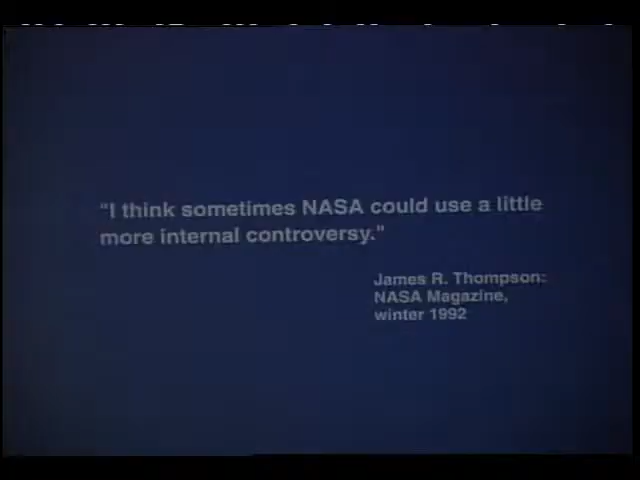 "I think sometimes NASA could use a little
more internal controversy."
James R. Thompson:
NASA Magazine,
winter 1992